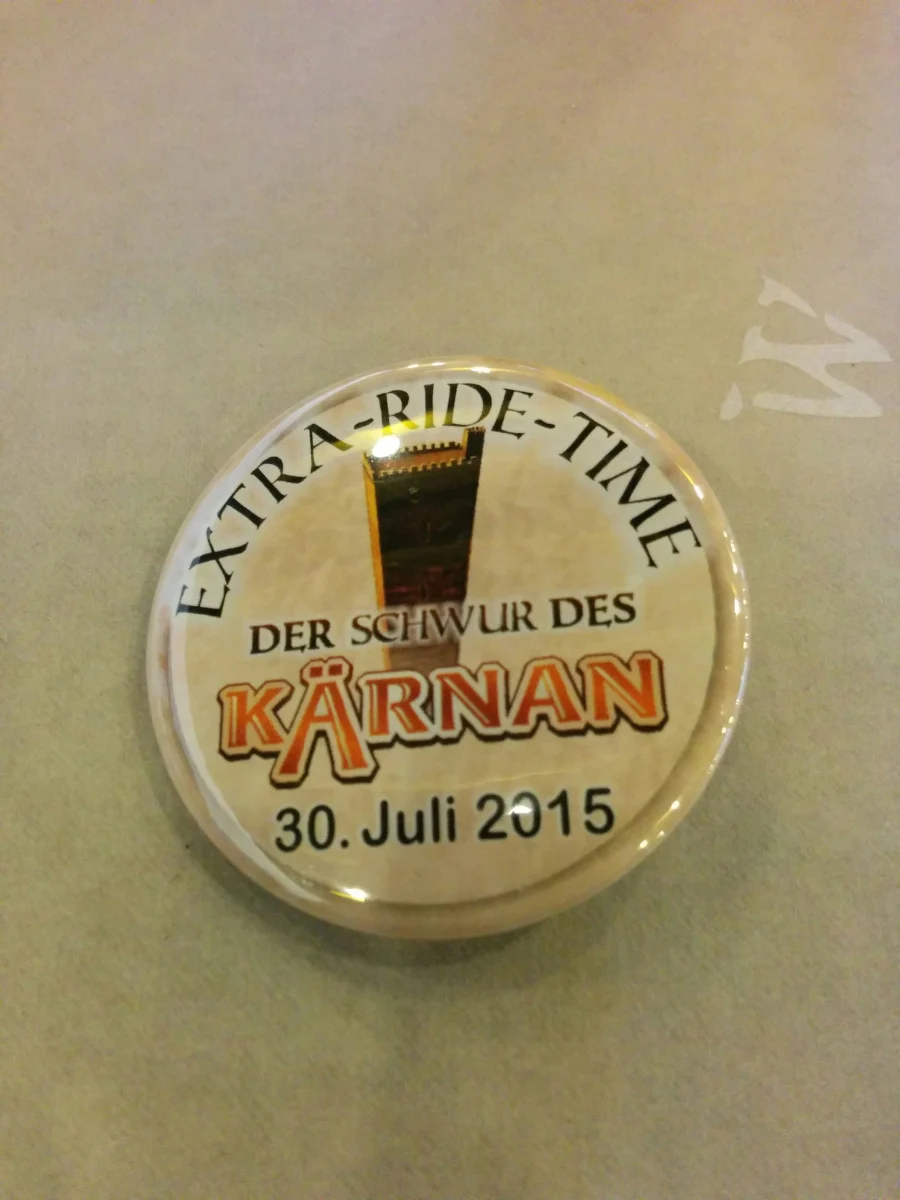 EXTRA-RIDE-TIME
DER SCHWUR DES
KÄRNAN
30. Juli 2015